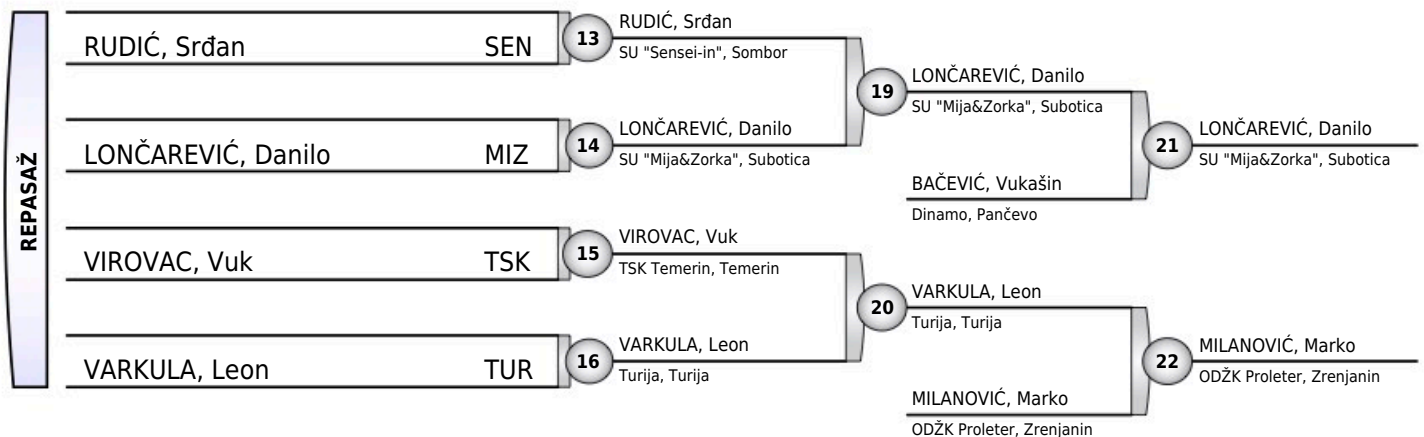 REPASAŽ
RUDIĆ, Srđan SEN
LONČAREVIĆ, Danilo MIZ
VIROVAC, Vuk TSK
VARKULA, Leon TUR
13
RUDIĆ, Srđan
SU "Sensei-in", Sombor
14
LONČAREVIĆ, Danilo
SU "Mija&Zorka", Subotica
15
VIROVAC, Vuk
TSK Temerin, Temerin
16
VARKULA, Leon
Turija, Turija
19
LONČAREVIĆ, Danilo
SU "Mija&Zorka", Subotica
BAČEVIĆ, Vukašin
Dinamo, Pančevo
20
VARKULA, Leon
Turija, Turija
MILANOVIĆ, Marko
ODŽK Proleter, Zrenjanin
21
LONČAREVIĆ, Danilo
SU "Mija&Zorka", Subotica
22
MILANOVIĆ, Marko
ODŽK Proleter, Zrenjanin